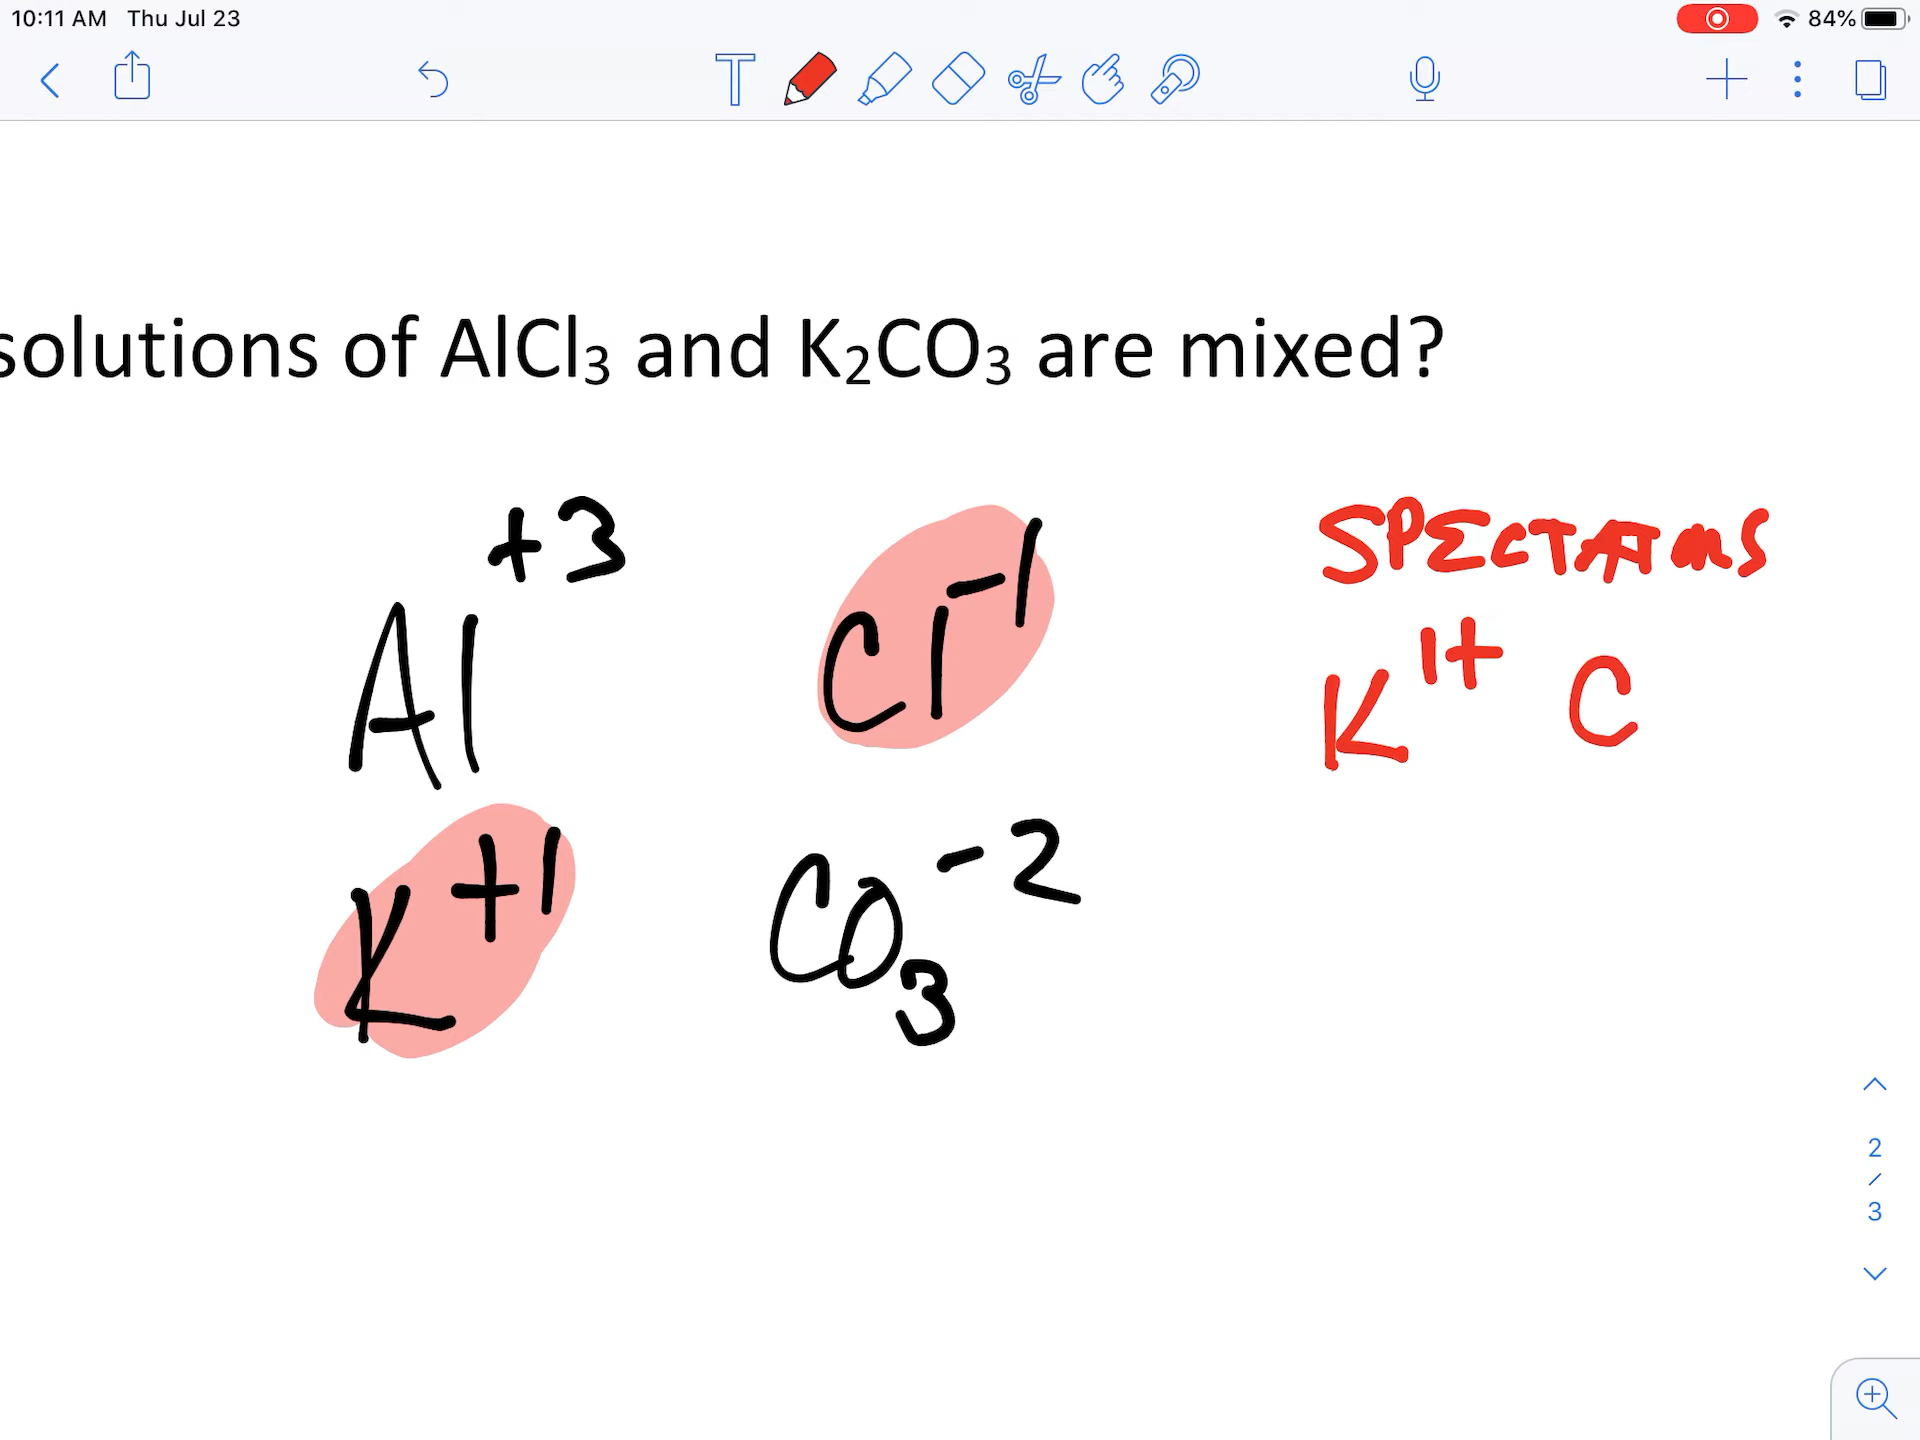 10:11 AM Thu Jul 23
84%
solutions of AlCl₃ and K₂CO₃ are mixed?
Al⁺³ Cl⁻¹
K⁺¹ CO₃⁻²
SPECTATORS
K¹⁺ C
2
/
3